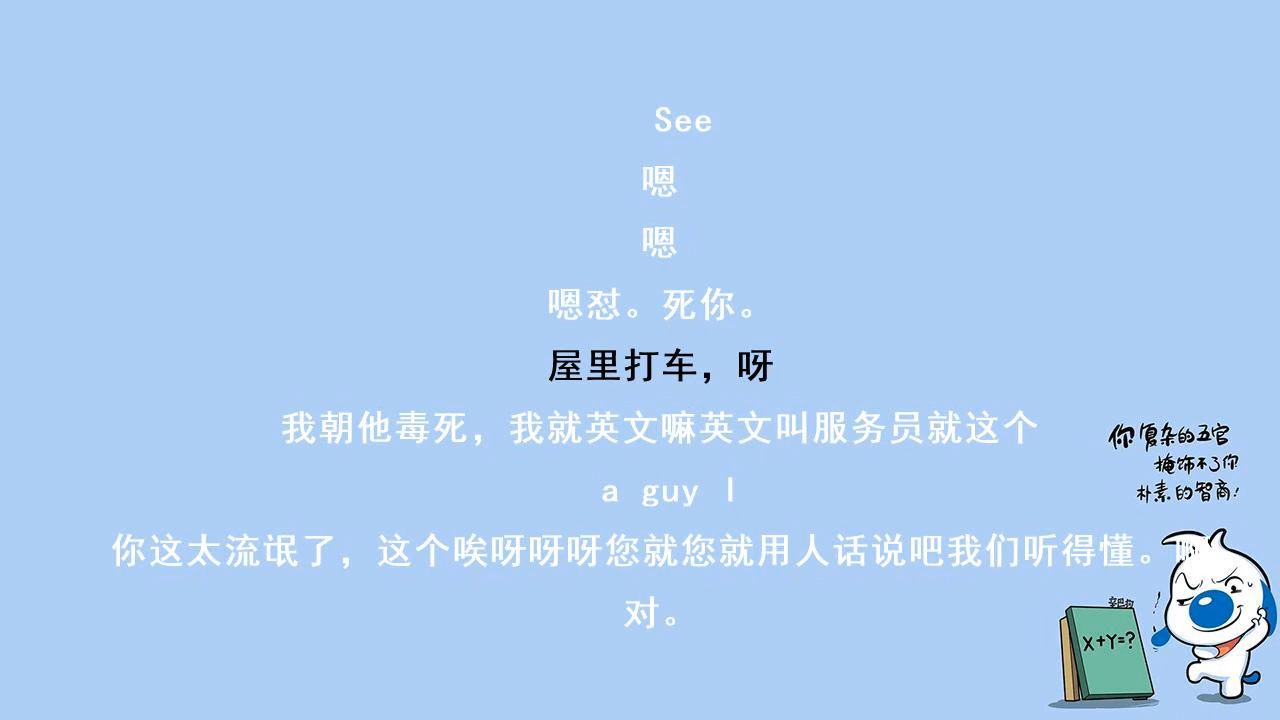 See
嗯
嗯
嗯怼。死你。
屋里打车，呀
我朝他毒死，我就英文嘛英文叫服务员就这个
a guy I
你这太流氓了，这个唉呀呀呀您就您就用人话说吧我们听得懂。
对。
你复杂的五官
掩饰不了你
朴素的智商！
X+Y=?